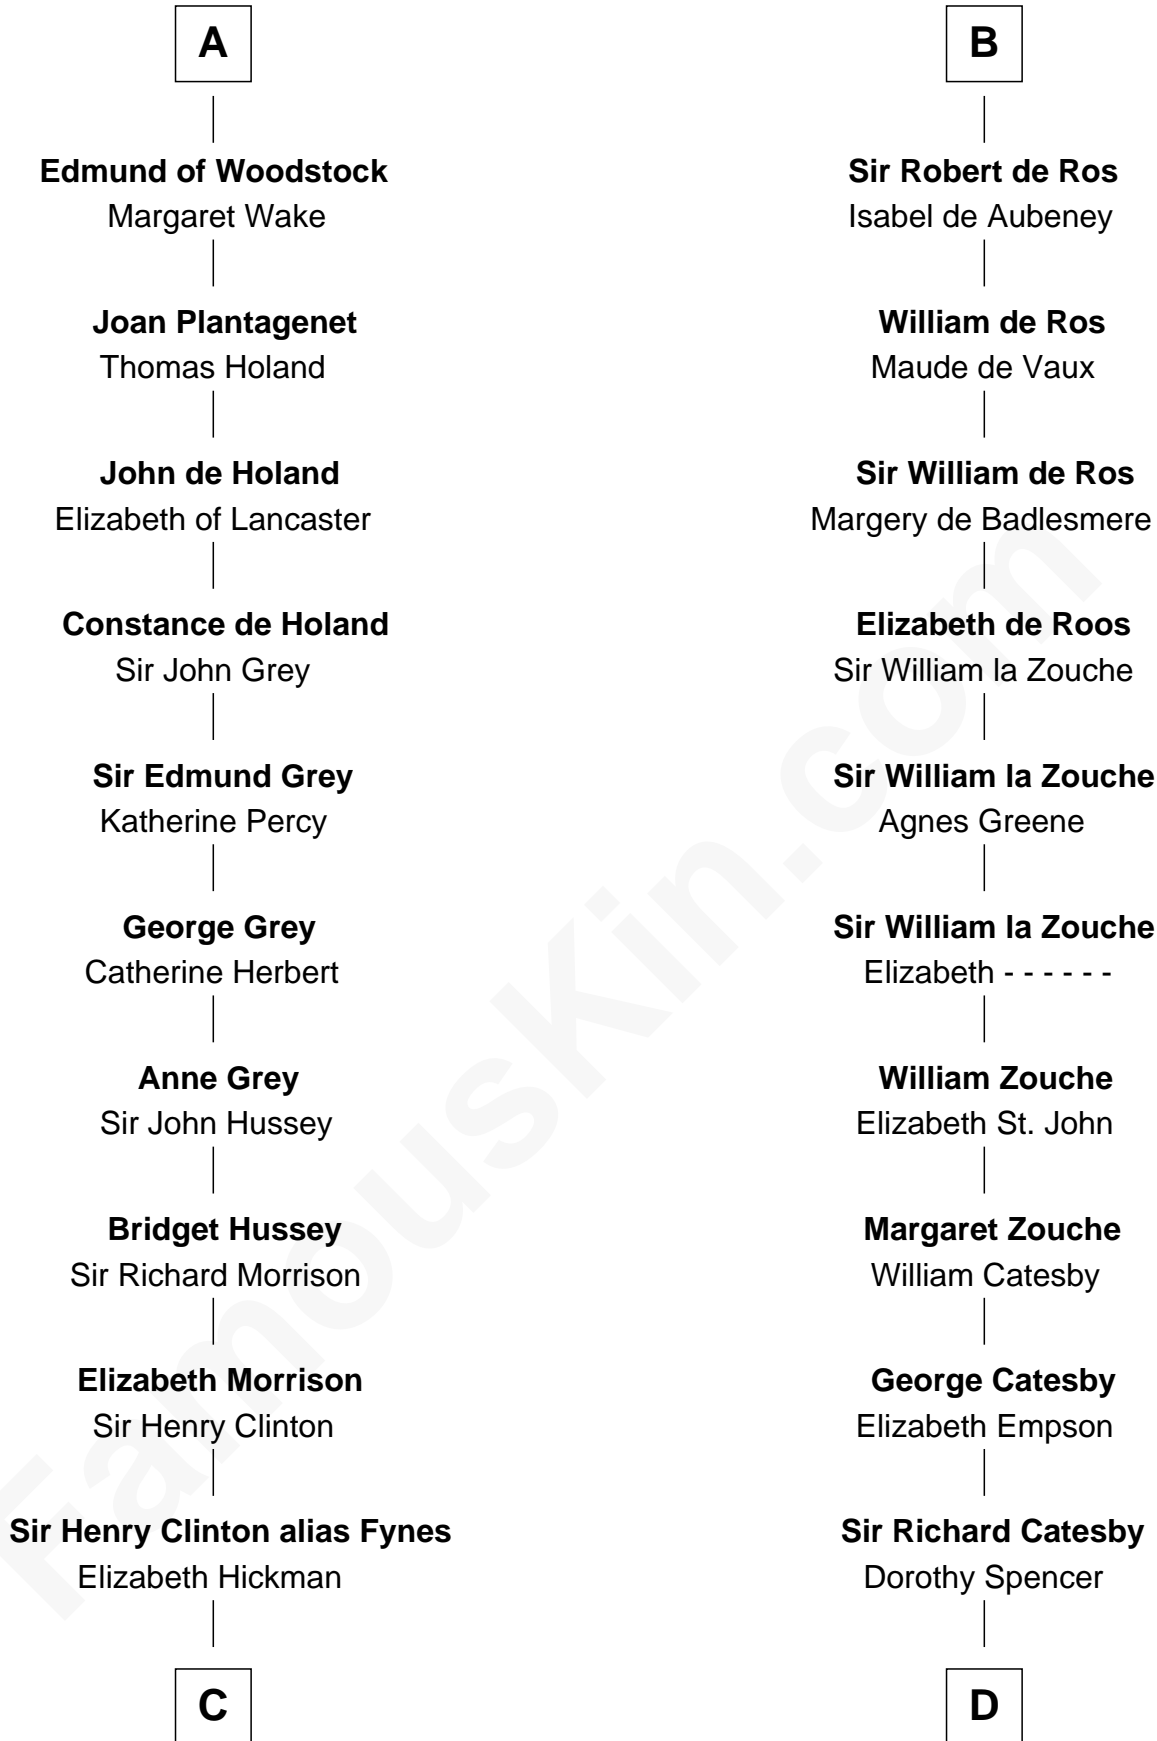 A
Edmund of Woodstock
Margaret Wake
Joan Plantagenet
Thomas Holand
John de Holand
Elizabeth of Lancaster
Constance de Holand
Sir John Grey
Sir Edmund Grey
Katherine Percy
George Grey
Catherine Herbert
Anne Grey
Sir John Hussey
Bridget Hussey
Sir Richard Morrison
Elizabeth Morrison
Sir Henry Clinton
Sir Henry Clinton alias Fynes
Elizabeth Hickman
C
B
Sir Robert de Ros
Isabel de Aubeney
William de Ros
Maude de Vaux
Sir William de Ros
Margery de Badlesmere
Elizabeth de Roos
Sir William la Zouche
Sir William la Zouche
Agnes Greene
Sir William la Zouche
Elizabeth - - - - - -
William Zouche
Elizabeth St. John
Margaret Zouche
William Catesby
George Catesby
Elizabeth Empson
Sir Richard Catesby
Dorothy Spencer
D
FamousKin.com